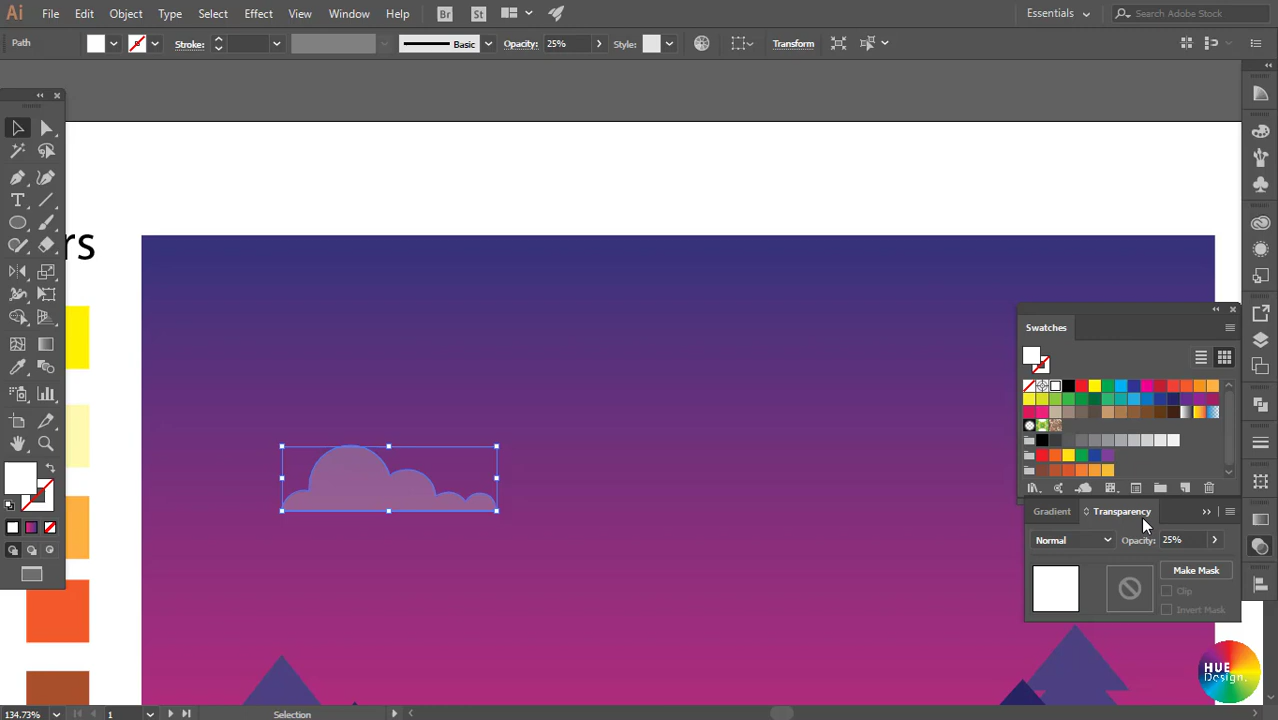 Ai File Edit Object Type Select Effect View Window Help Br St Essentials Search Adobe Stock
Path Stroke: Basic Opacity: 25% Style: Transform
rs
Swatches
Gradient Transparency
Normal Opacity: 25%
Make Mask
Clip
Invert Mask
HUE
Design.
134.73% 1 Selection